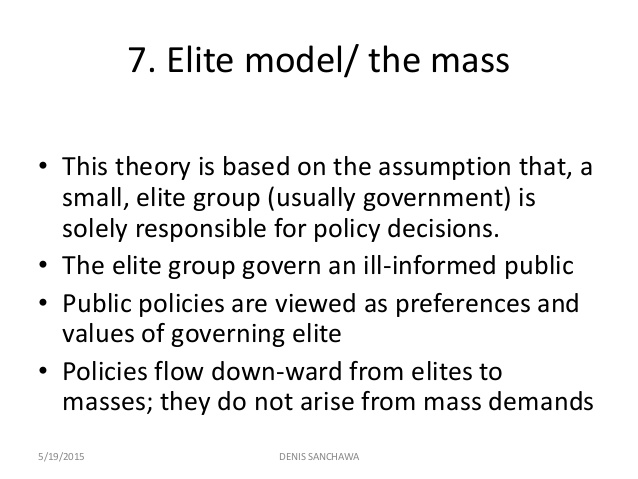 7. Elite model/ the mass
• This theory is based on the assumption that, a
small, elite group (usually government) is
solely responsible for policy decisions.
• The elite group govern an ill-informed public
• Public policies are viewed as preferences and
values of governing elite
• Policies flow down-ward from elites to
masses; they do not arise from mass demands
5/19/2015
DENIS SANCHAWA